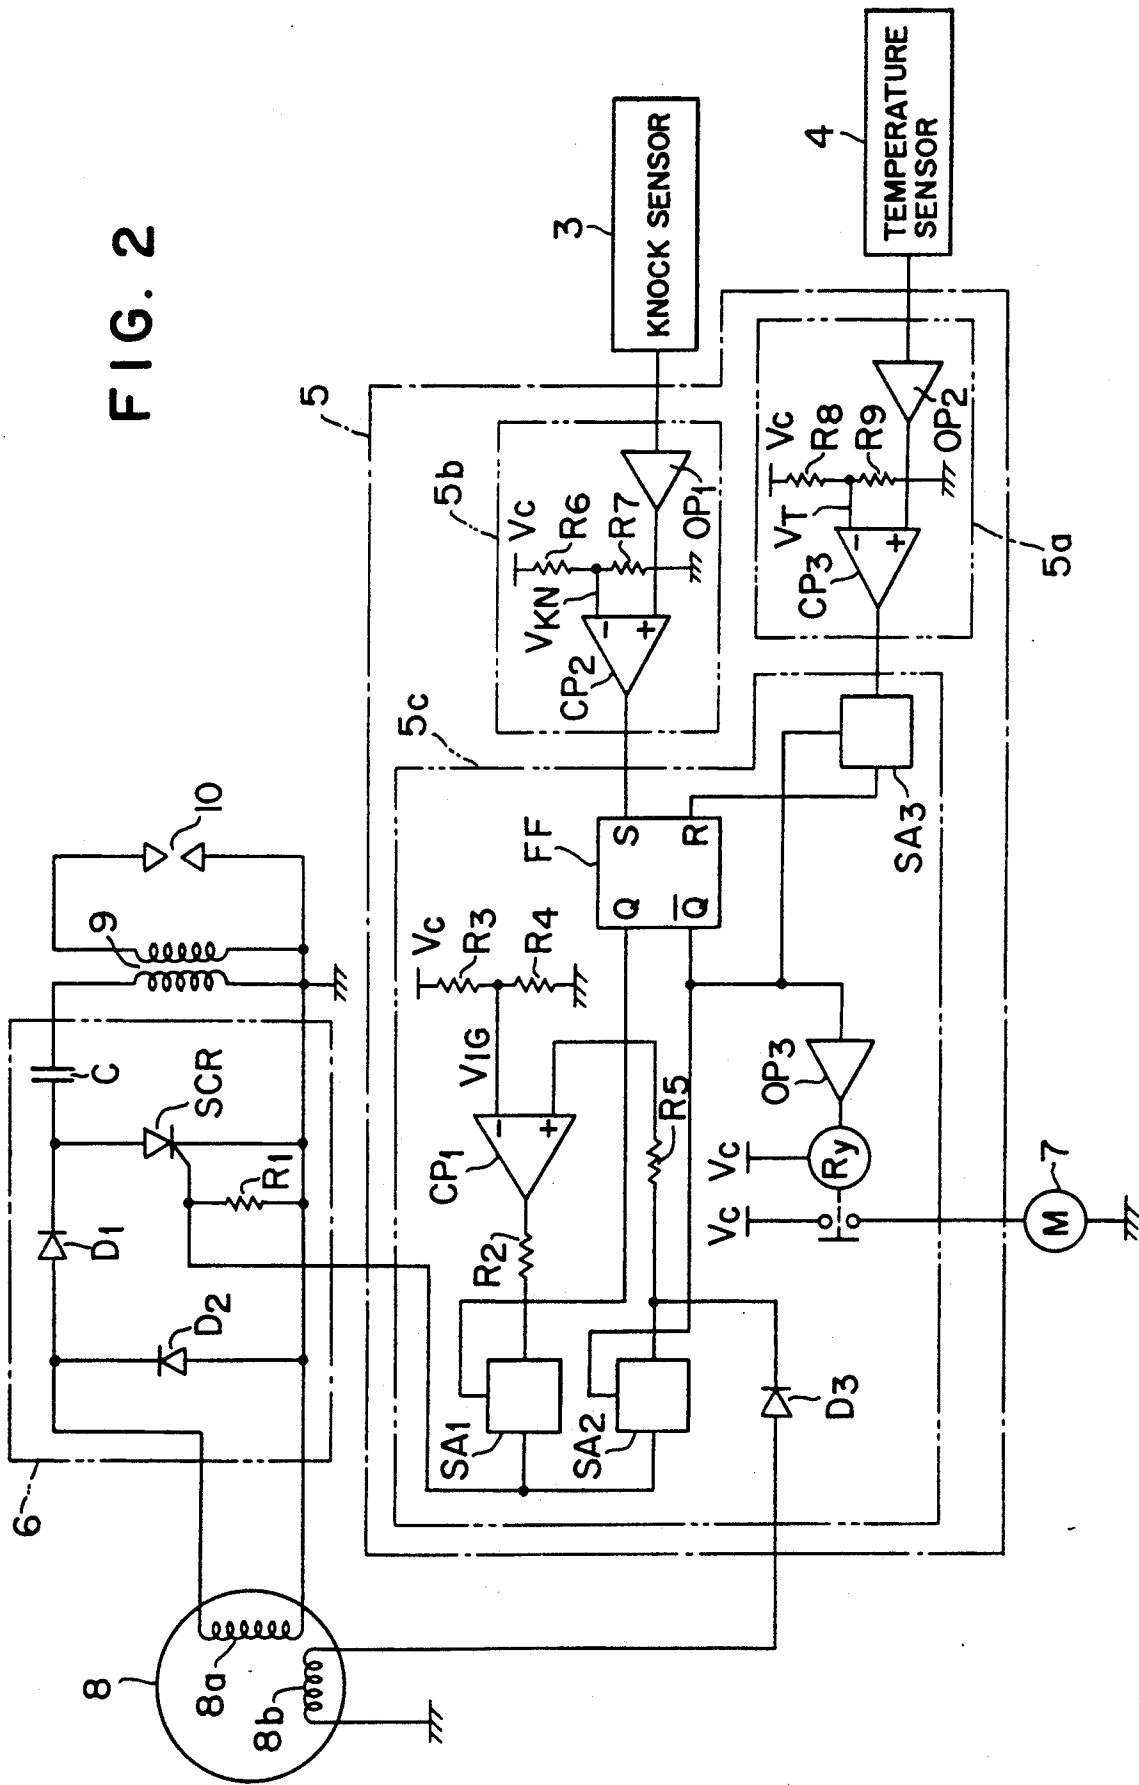 FIG. 2
6
D1
D2
SCR
R1
C
9
10
8
8a
8b
5
5c
5b
5a
3
KNOCK SENSOR
4
TEMPERATURE
SENSOR
VC
R3
R4
VIG
CP1
-
+
R2
R5
SA1
SA2
D3
FF
Q
S
Q̅
R
VC
R6
R7
VKN
CP2
-
+
OP1
VC
R8
R9
VT
CP3
-
+
OP2
SA3
OP3
VC
VC
Ry
M
7